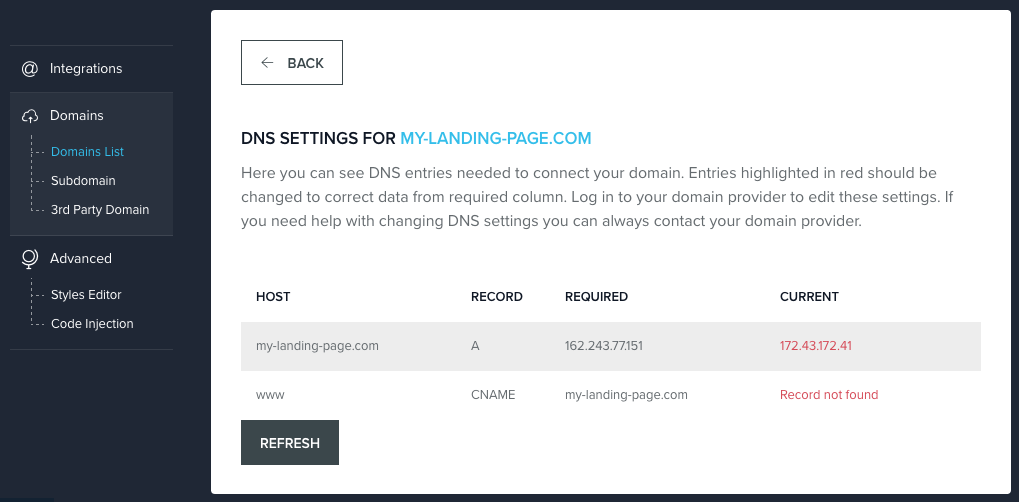 Integrations
Domains
Domains List
Subdomain
3rd Party Domain
Advanced
Styles Editor
Code Injection
← BACK
DNS SETTINGS FOR MY-LANDING-PAGE.COM
Here you can see DNS entries needed to connect your domain. Entries highlighted in red should be
changed to correct data from required column. Log in to your domain provider to edit these settings. If
you need help with changing DNS settings you can always contact your domain provider.
HOST RECORD REQUIRED CURRENT
my-landing-page.com A 162.243.77.151 172.43.172.41
www CNAME my-landing-page.com Record not found
REFRESH